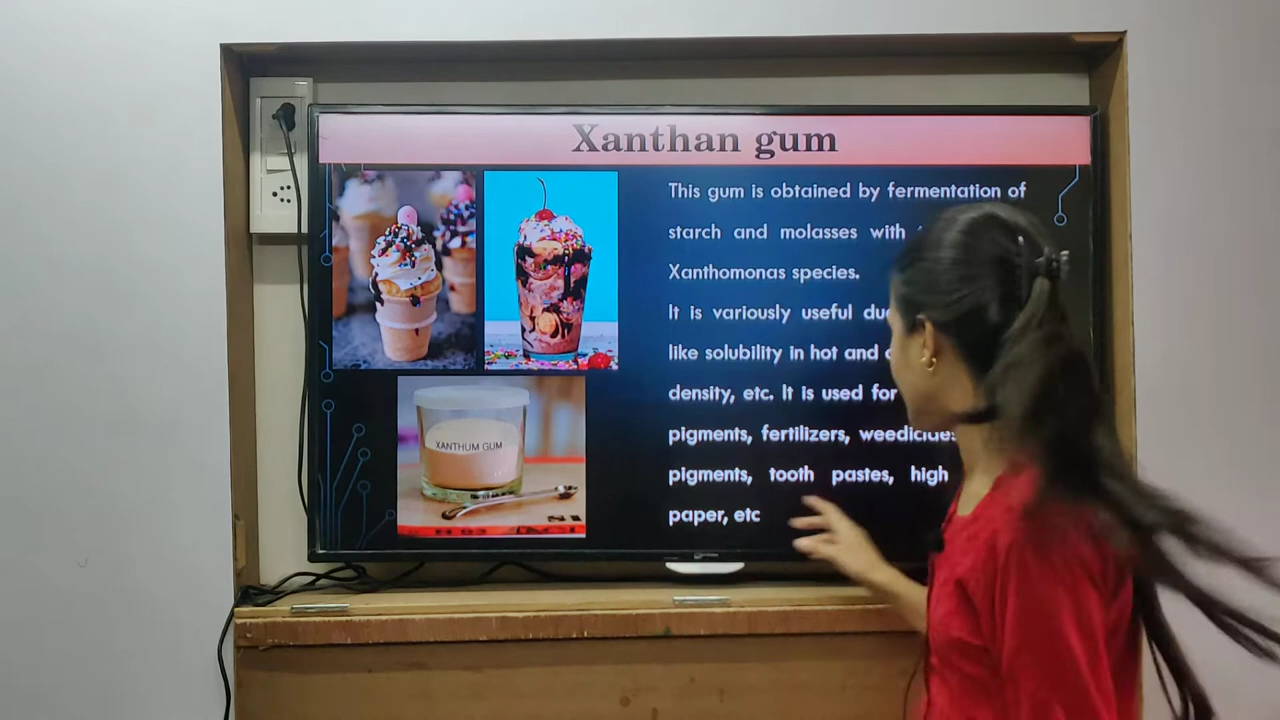 Xanthan gum
This gum is obtained by fermentation of
starch and molasses with
Xanthomonas species.
It is variously useful due
like solubility in hot and
density, etc. It is used for
pigments, fertilizers, weedicides
pigments, tooth pastes, high
paper, etc
XANTHUM GUM